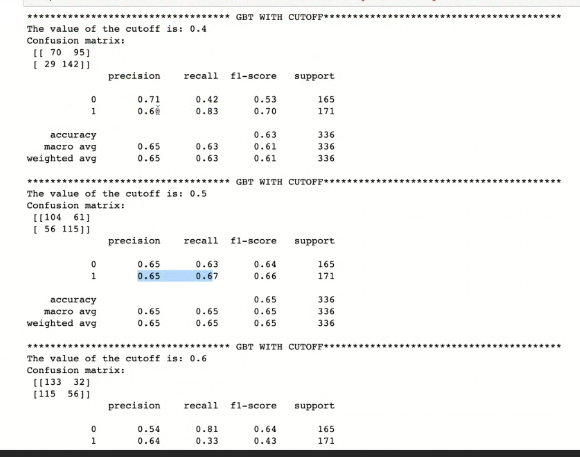 ********************************** GBT WITH CUTOFF****************************************
The value of the cutoff is: 0.4
Confusion matrix:
[[ 70 95]
[ 29 142]]
precision recall f1-score support
0 0.71 0.42 0.53 165
1 0.83 0.70 171
accuracy 0.63 336
macro avg 0.65 0.63 0.61 336
weighted avg 0.65 0.63 0.61 336
********************************** GBT WITH CUTOFF****************************************
The value of the cutoff is: 0.5
Confusion matrix:
[[104 61]
[ 56 115]]
precision recall f1-score support
0 0.65 0.63 0.64 165
1 0.65 0.67 0.66 171
accuracy 0.65 336
macro avg 0.65 0.65 0.65 336
weighted avg 0.65 0.65 0.65 336
********************************** GBT WITH CUTOFF****************************************
The value of the cutoff is: 0.6
Confusion matrix:
[[133 32]
[115 56]]
precision recall f1-score support
0 0.54 0.81 0.64 165
1 0.64 0.33 0.43 171